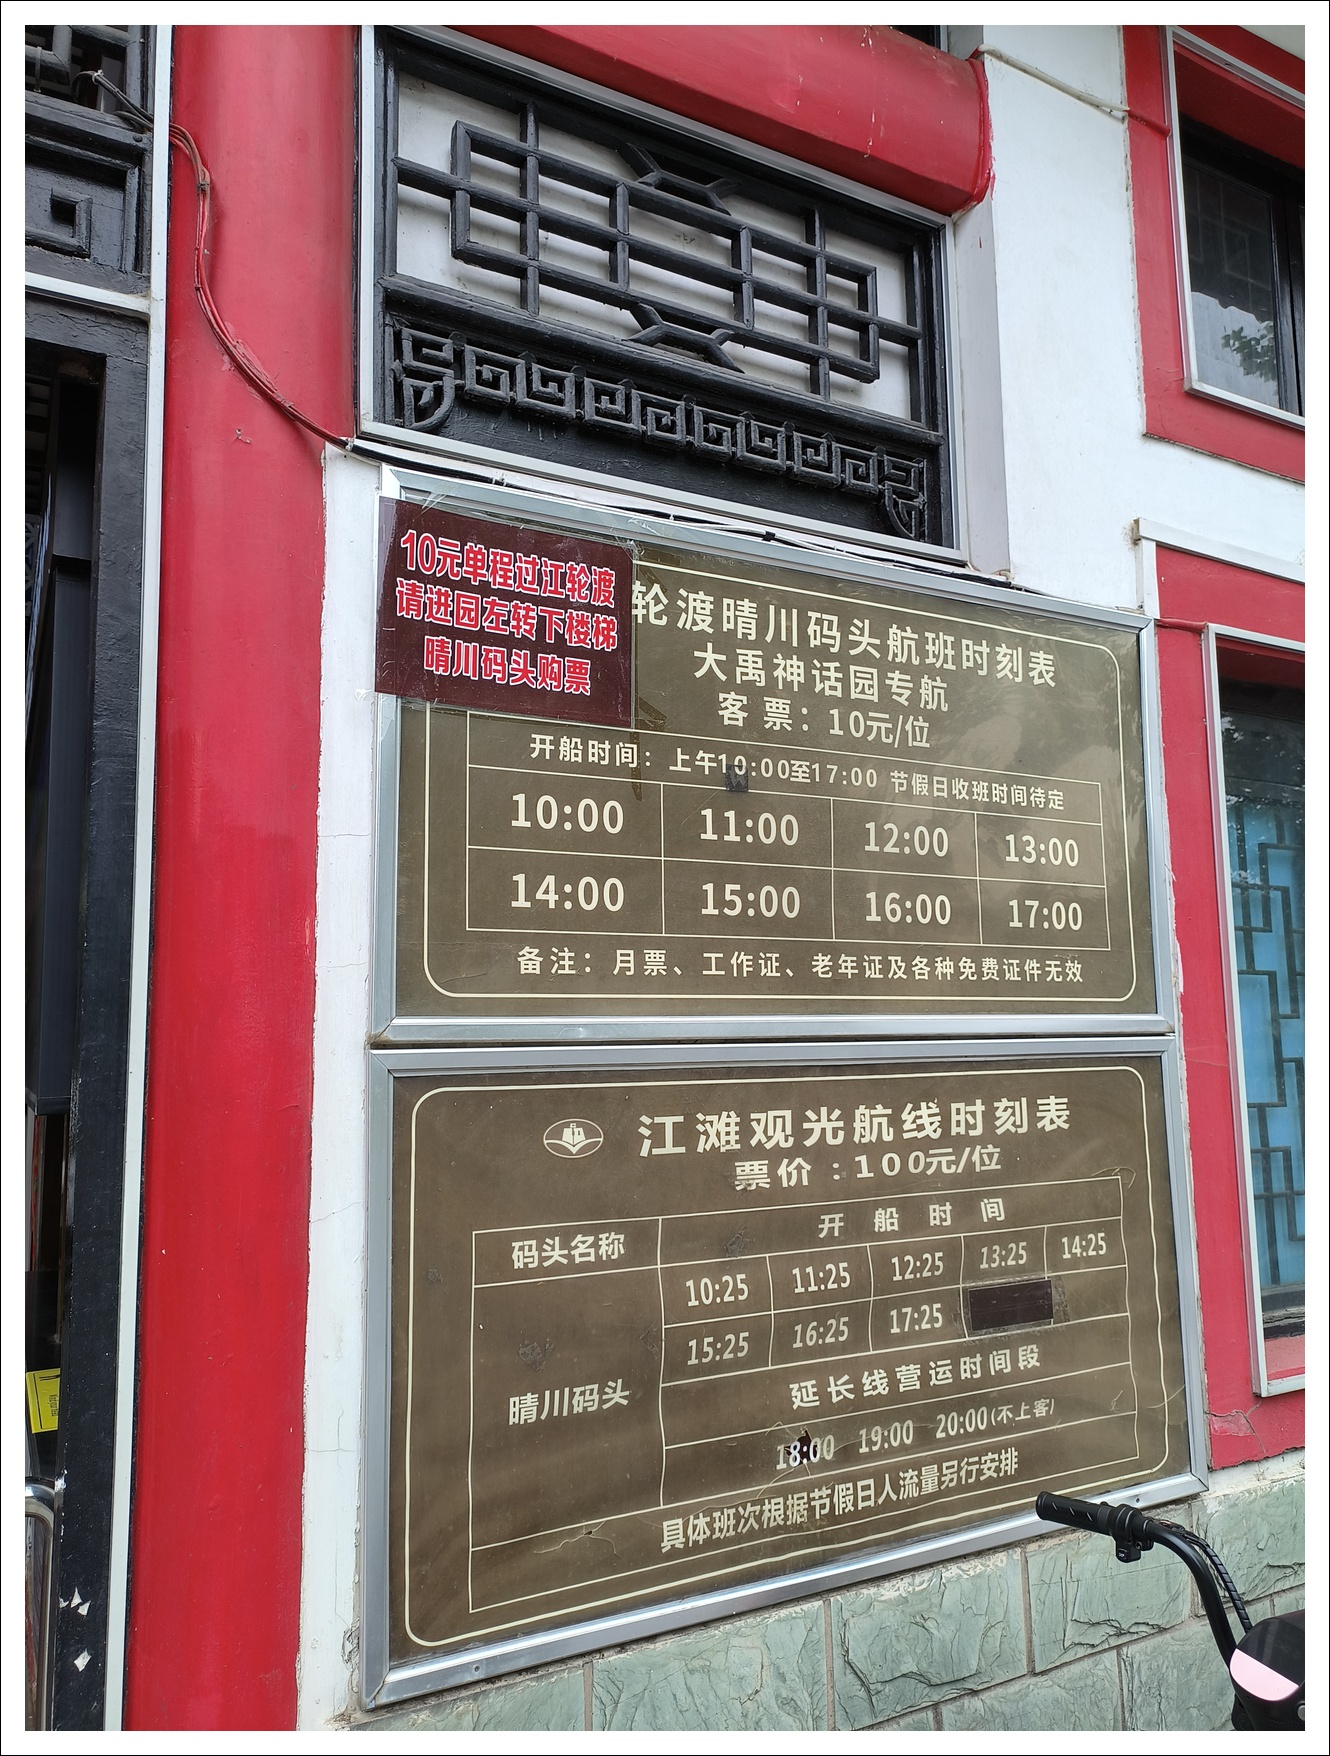 10元单程过江轮渡
请进园左转下楼梯
晴川码头购票
轮渡晴川码头航班时刻表
大禹神话园专航
客票：10元/位
开船时间：上午10:00至17:00 节假日收班时间待定
10:00 11:00 12:00 13:00
14:00 15:00 16:00 17:00
备注：月票、工作证、老年证及各种免费证件无效
江滩观光航线时刻表
票价：100元/位
码头名称 开船时间
10:25 11:25 12:25 13:25 14:25
15:25 16:25 17:25
晴川码头
延长线营运时间段
18:00 19:00 20:00(不上客)
具体班次根据节假日人流量另行安排